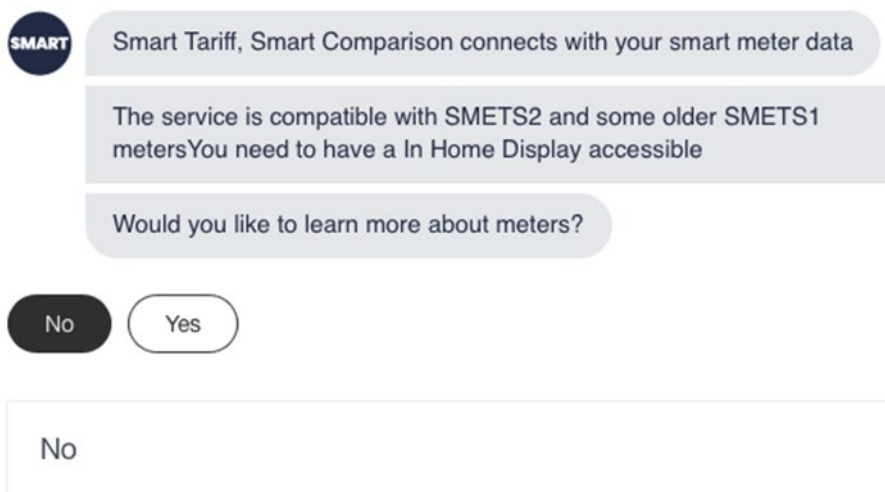 SMART
Smart Tariff, Smart Comparison connects with your smart meter data
The service is compatible with SMETS2 and some older SMETS1
metersYou need to have a In Home Display accessible
Would you like to learn more about meters?
No
Yes
No